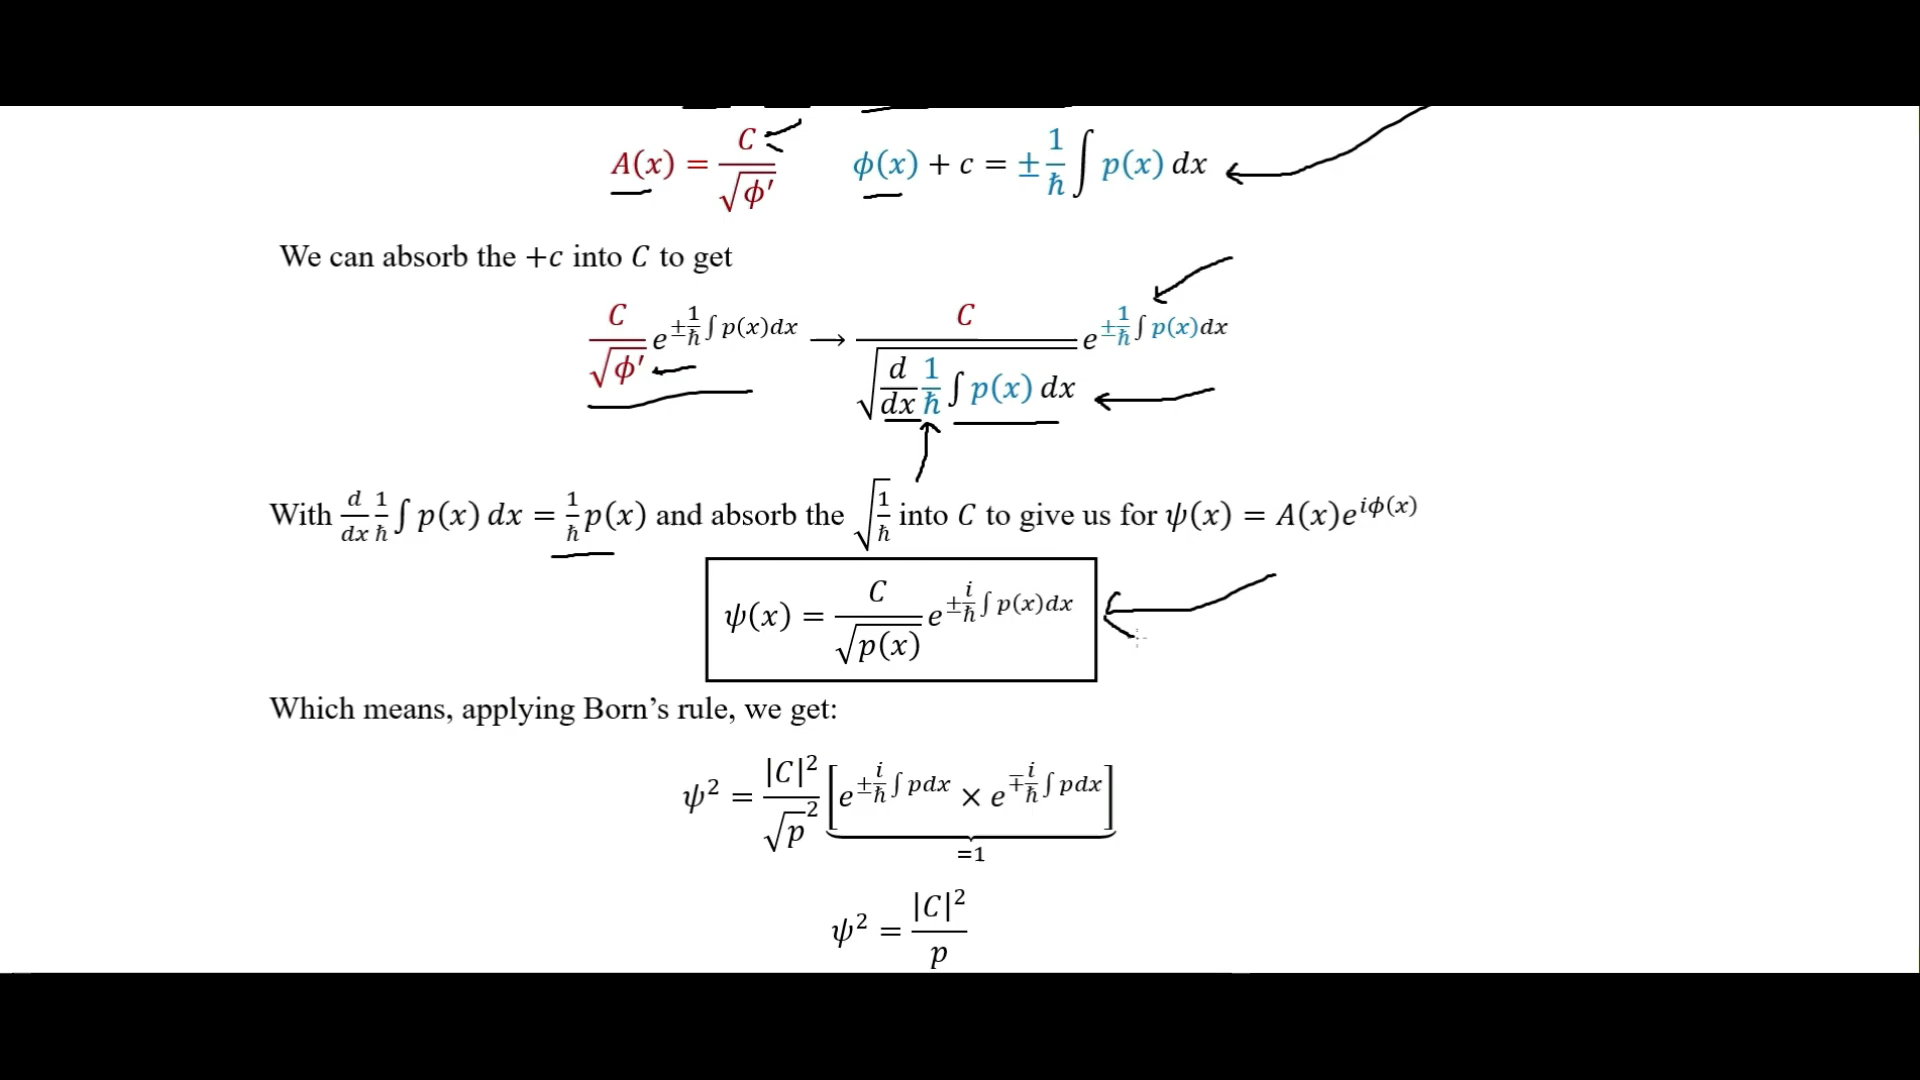 A(x) = C/√ϕ′    ϕ(x) + c = ±1/ħ ∫ p(x) dx
We can absorb the +c into C to get
C/√ϕ′ e^{±1/ħ ∫ p(x)dx} → C/√(d/dx 1/ħ ∫ p(x) dx) e^{±1/ħ ∫ p(x)dx}
With d/dx 1/ħ ∫ p(x) dx = 1/ħ p(x) and absorb the √(1/ħ) into C to give us for ψ(x) = A(x)e^{iϕ(x)}
ψ(x) = C/√p(x) e^{±i/ħ ∫ p(x)dx}
Which means, applying Born’s rule, we get:
ψ² = |C|²/√p² [e^{±i/ħ ∫ pdx} × e^{∓i/ħ ∫ pdx}]
=1
ψ² = |C|²/p